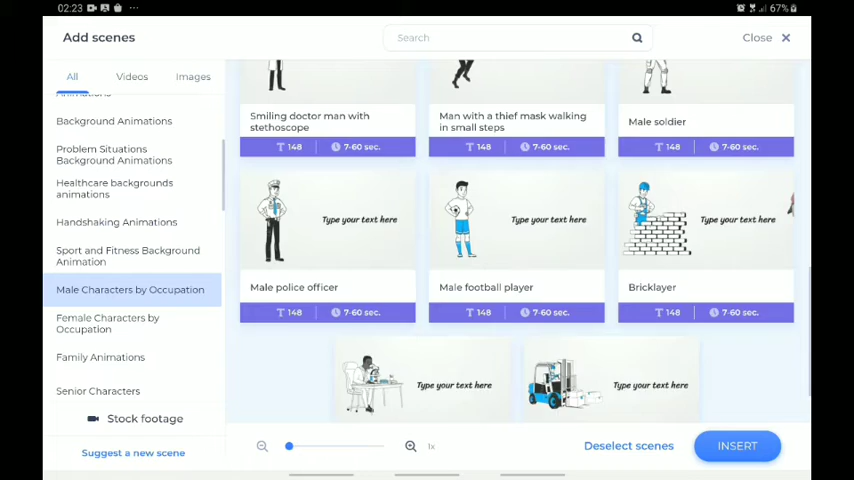 02:23
67%
Add scenes
Search
Close
All
Videos
Images
Animations
Background Animations
Problem Situations
Background Animations
Healthcare backgrounds
animations
Handshaking Animations
Sport and Fitness Background
Animation
Male Characters by Occupation
Female Characters by
Occupation
Family Animations
Senior Characters
Stock footage
Suggest a new scene
Smiling doctor man with
stethoscope
148
7-60 sec.
Man with a thief mask walking
in small steps
148
7-60 sec.
Male soldier
148
7-60 sec.
Type your text here
Male police officer
148
7-60 sec.
Type your text here
Male football player
148
7-60 sec.
Type your text here
Bricklayer
148
7-60 sec.
Type your text here
Type your text here
1x
Deselect scenes
INSERT